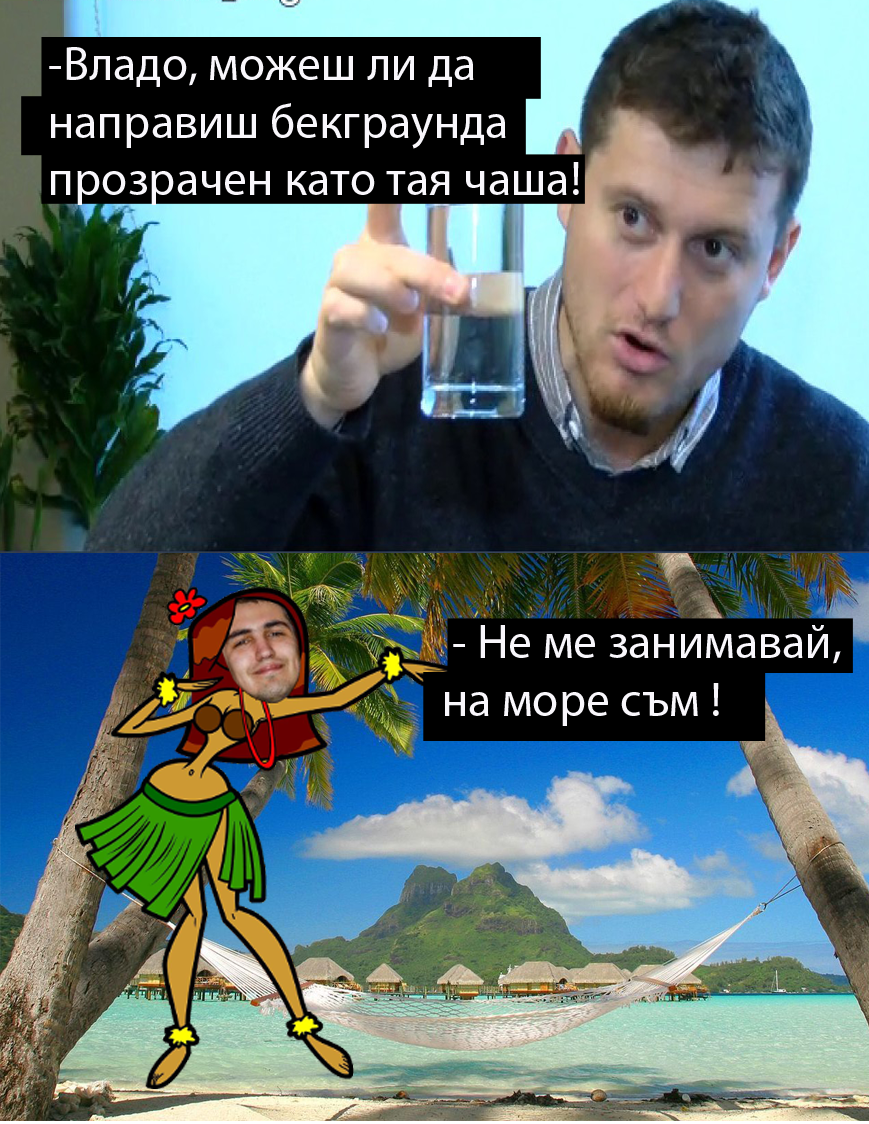 -Владо, можеш ли да
направиш бекграунда
прозрачен като тая чаша!
- Не ме занимавай,
на море съм !